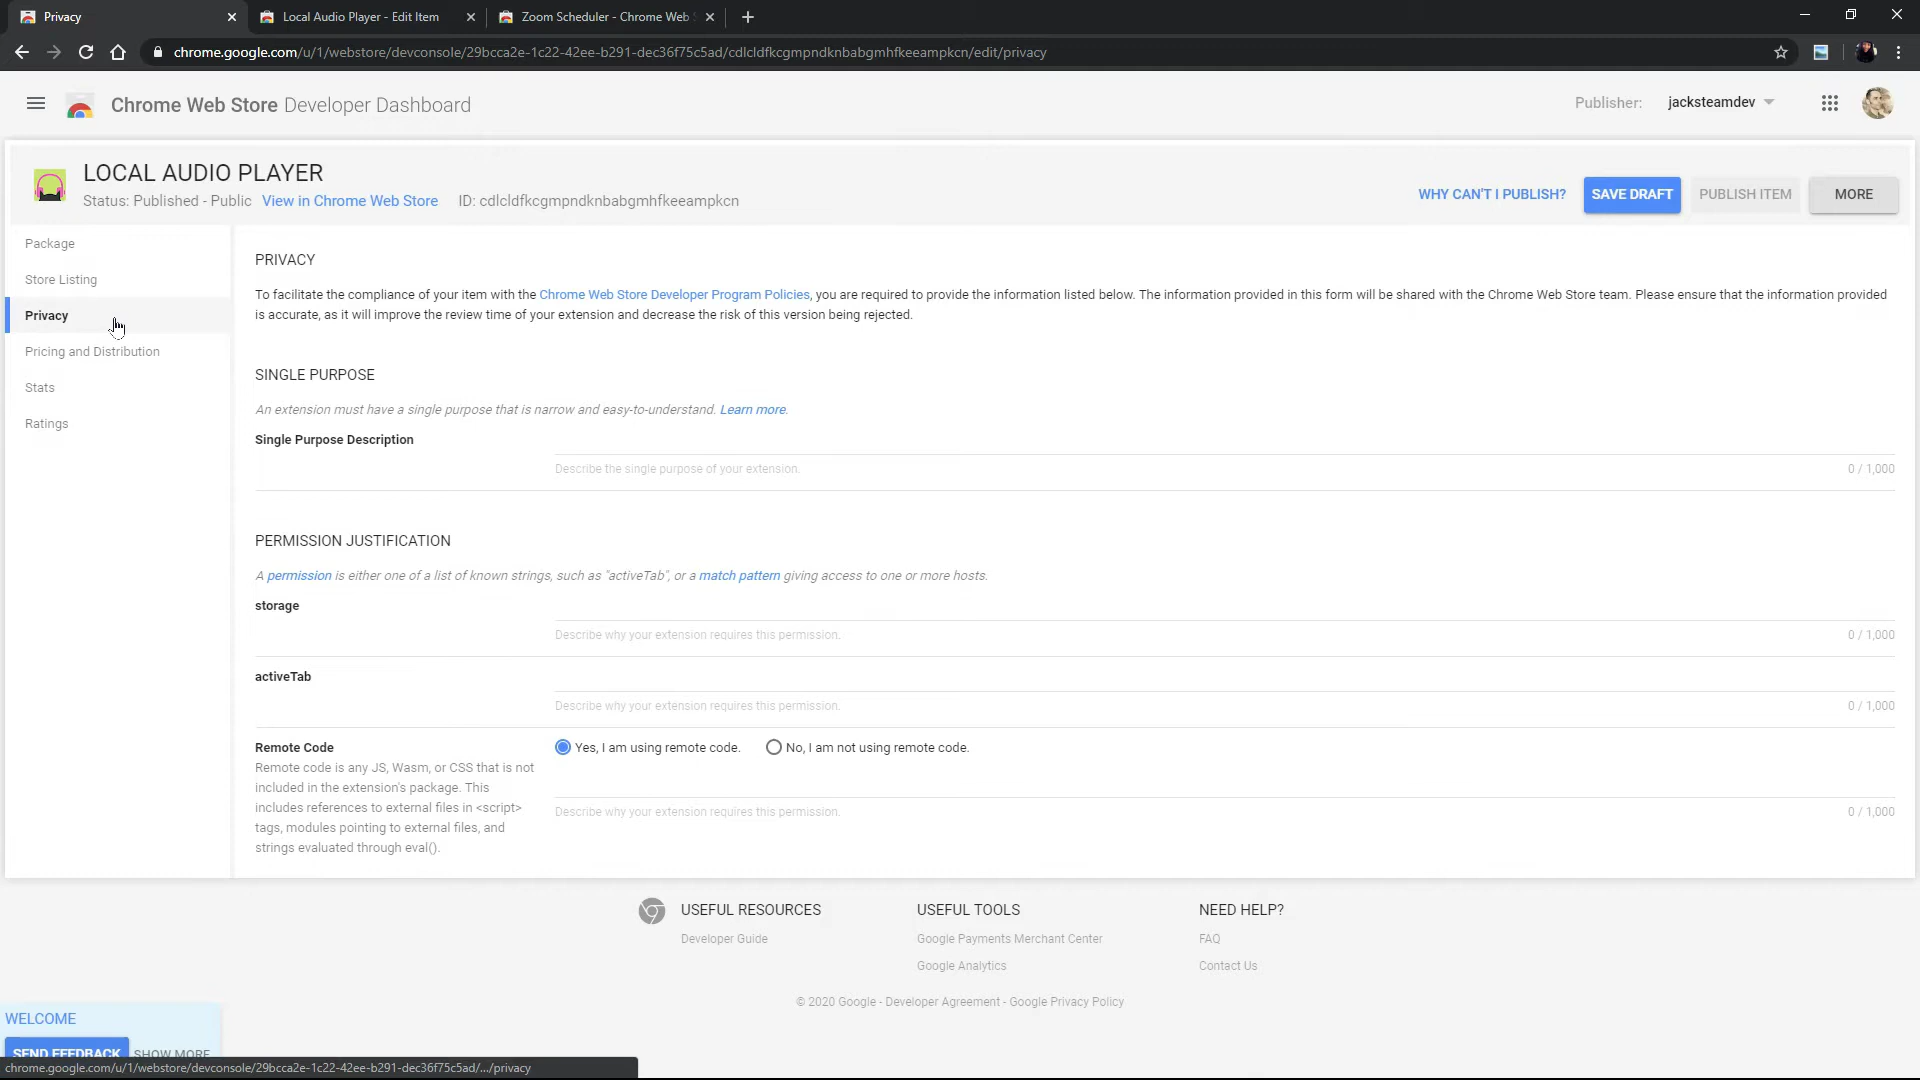 Privacy
Local Audio Player - Edit Item
Zoom Scheduler - Chrome Web
chrome.google.com/u/1/webstore/devconsole/29bcca2e-1c22-42ee-b291-dec36f75c5ad/cdlcldfkcgmpndknbabgmhfkeeampkcn/edit/privacy
Chrome Web Store Developer Dashboard
Publisher: jacksteamdev
LOCAL AUDIO PLAYER
Status: Published - Public View in Chrome Web Store ID: cdlcldfkcgmpndknbabgmhfkeeampkcn
WHY CAN'T I PUBLISH? SAVE DRAFT PUBLISH ITEM MORE
Package
Store Listing
Privacy
Pricing and Distribution
Stats
Ratings
PRIVACY
To facilitate the compliance of your item with the Chrome Web Store Developer Program Policies, you are required to provide the information listed below. The information provided in this form will be shared with the Chrome Web Store team. Please ensure that the information provided
is accurate, as it will improve the review time of your extension and decrease the risk of this version being rejected.
SINGLE PURPOSE
An extension must have a single purpose that is narrow and easy-to-understand. Learn more.
Single Purpose Description
Describe the single purpose of your extension. 0 / 1,000
PERMISSION JUSTIFICATION
A permission is either one of a list of known strings, such as "activeTab", or a match pattern giving access to one or more hosts.
storage
Describe why your extension requires this permission. 0 / 1,000
activeTab
Describe why your extension requires this permission. 0 / 1,000
Remote Code
Yes, I am using remote code. No, I am not using remote code.
Remote code is any JS, Wasm, or CSS that is not
included in the extension's package. This
includes references to external files in <script>
tags, modules pointing to external files, and
strings evaluated through eval().
Describe why your extension requires this permission. 0 / 1,000
USEFUL RESOURCES
Developer Guide
USEFUL TOOLS
Google Payments Merchant Center
Google Analytics
NEED HELP?
FAQ
Contact Us
© 2020 Google - Developer Agreement - Google Privacy Policy
WELCOME
SEND FEEDBACK SHOW MORE
chrome.google.com/u/1/webstore/devconsole/29bcca2e-1c22-42ee-b291-dec36f75c5ad/.../privacy